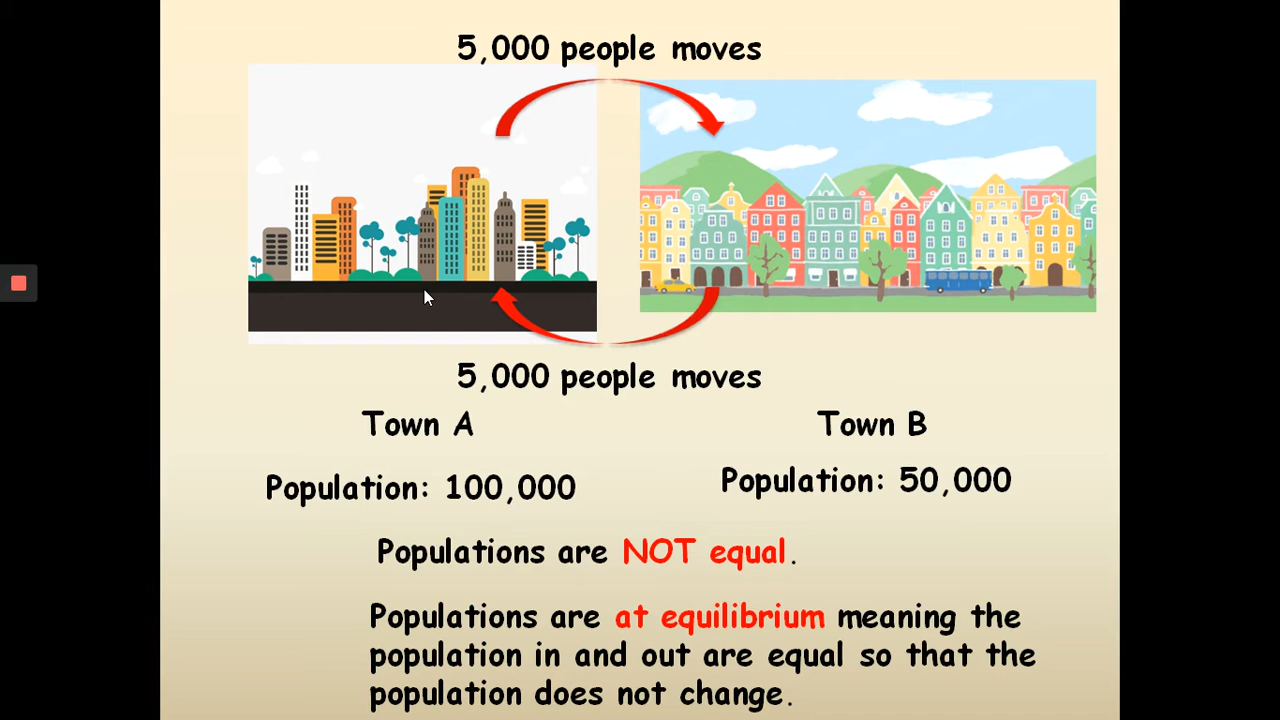 5,000 people moves
5,000 people moves
Town A
Town B
Population: 100,000
Population: 50,000
Populations are NOT equal.
Populations are at equilibrium meaning the
population in and out are equal so that the
population does not change.